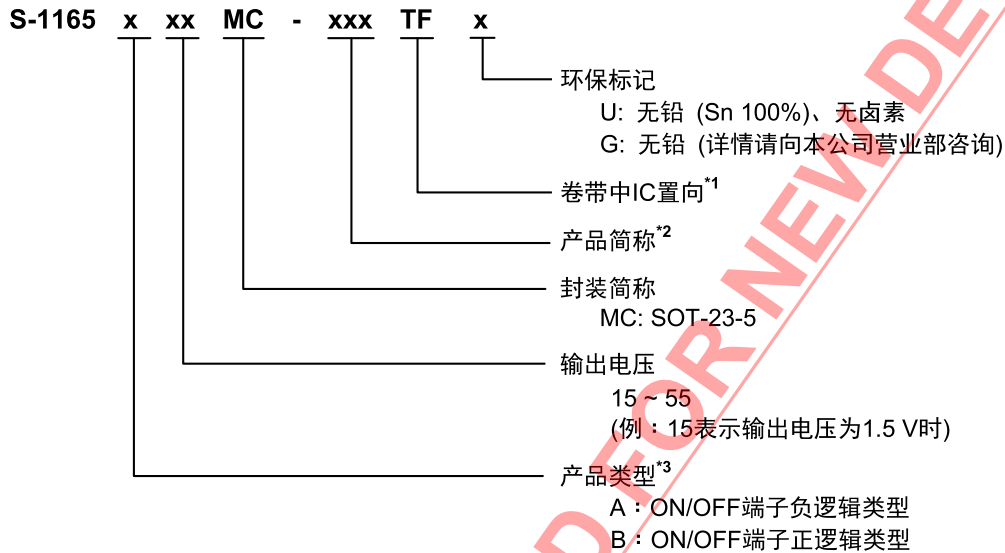 S-1165 x xx MC - xxx TF x
环保标记
U: 无铅 (Sn 100%)、无卤素
G: 无铅 (详情请向本公司营业部咨询)
卷带中IC置向*1
产品简称*2
封装简称
MC: SOT-23-5
输出电压
15 ~ 55
(例：15表示输出电压为1.5 V时)
产品类型*3
A：ON/OFF端子负逻辑类型
B：ON/OFF端子正逻辑类型
D FOR NEW DE